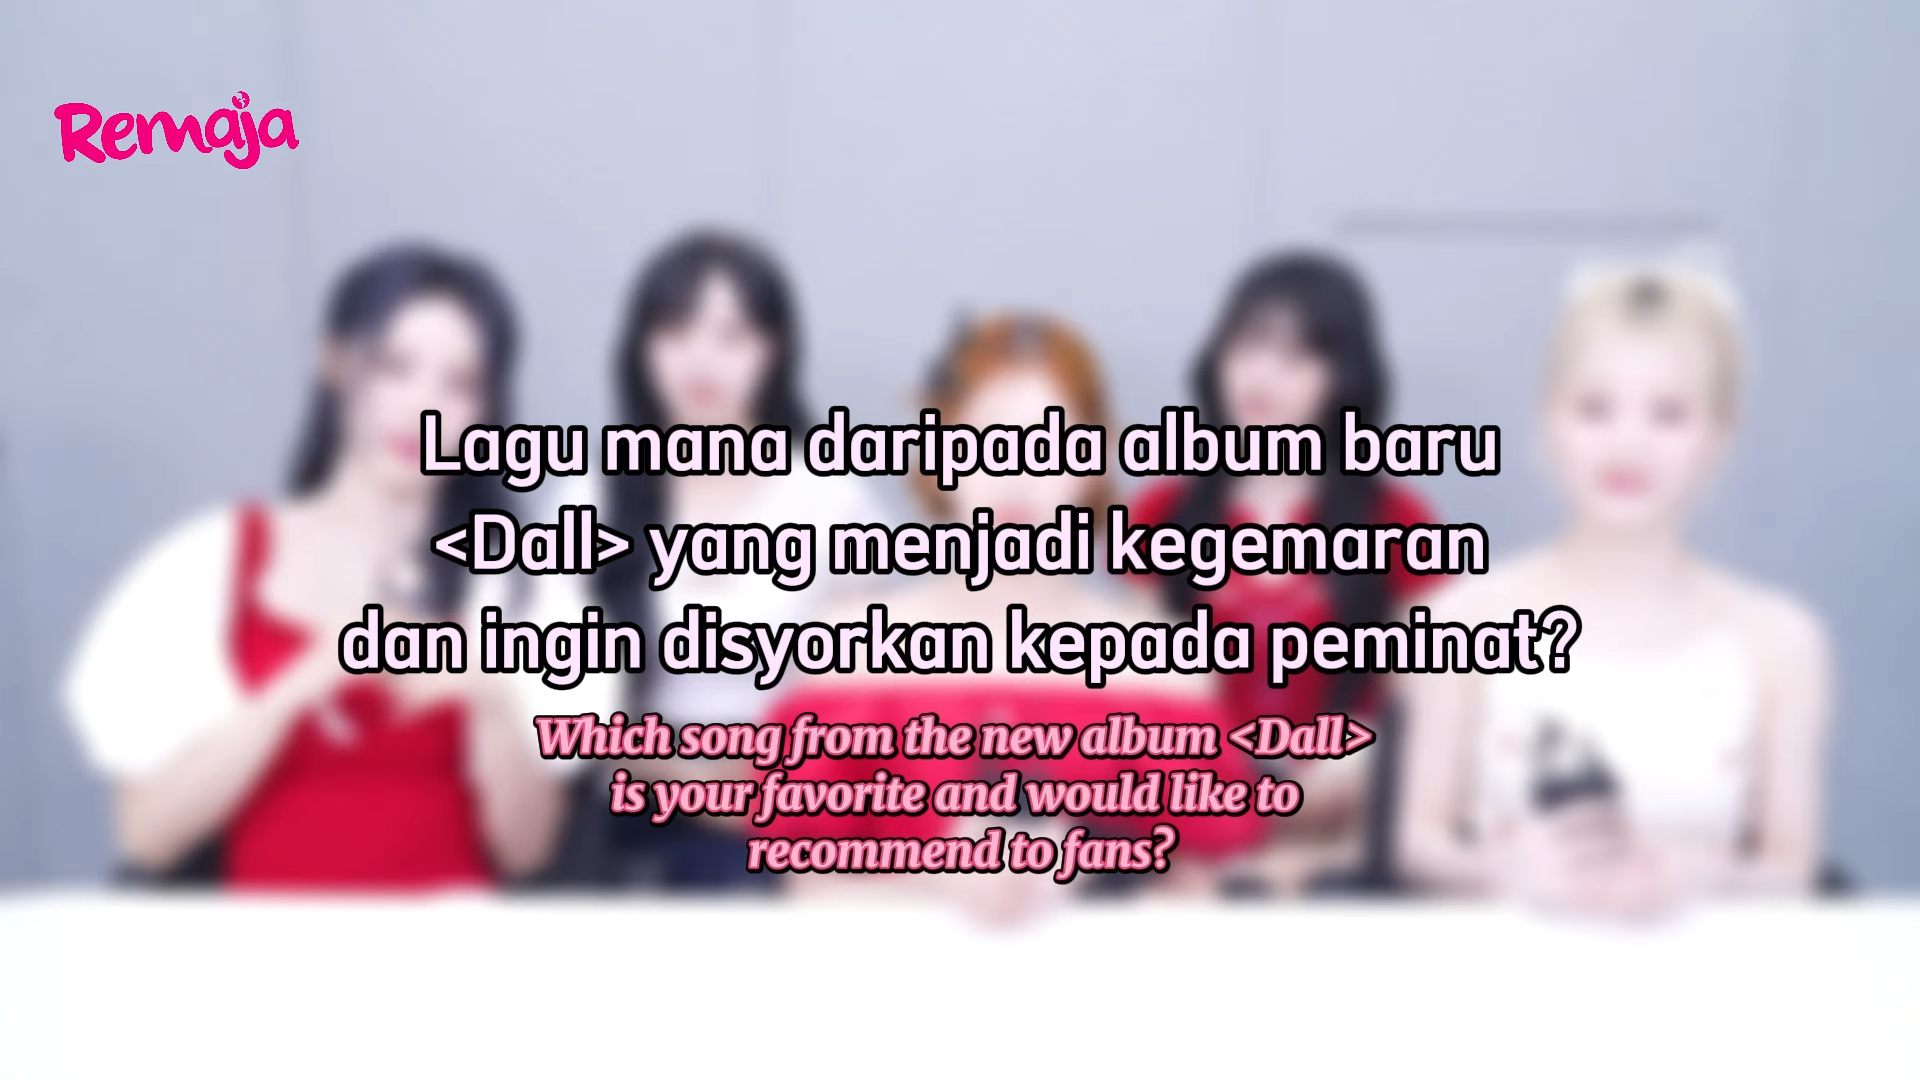 Remaja
Lagu mana daripada album baru
<Dall> yang menjadi kegemaran
dan ingin disyorkan kepada peminat?
Which song from the new album <Dall>
is your favorite and would like to
recommend to fans?